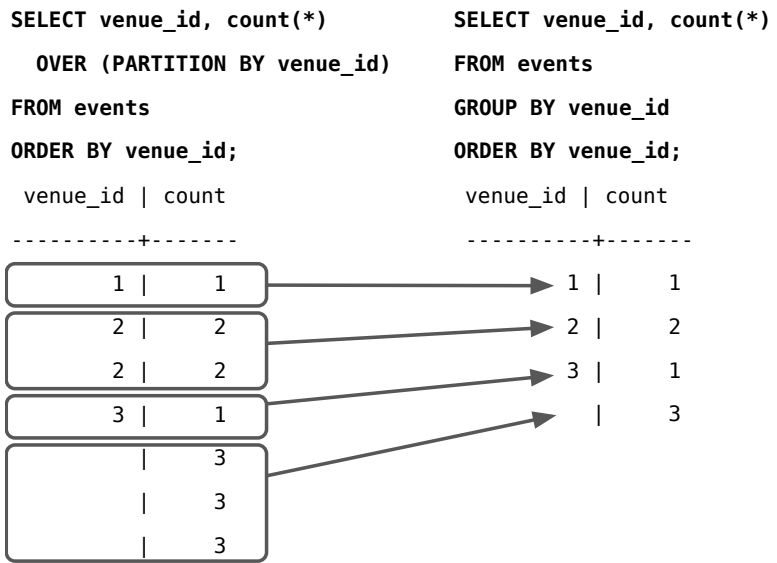 SELECT venue_id, count(*)
OVER (PARTITION BY venue_id)
FROM events
ORDER BY venue_id;
venue_id | count
----------+-------
1 | 1
2 | 2
2 | 2
3 | 1
| 3
| 3
| 3
SELECT venue_id, count(*)
FROM events
GROUP BY venue_id
ORDER BY venue_id;
venue_id | count
----------+-------
1 | 1
2 | 2
3 | 1
| 3